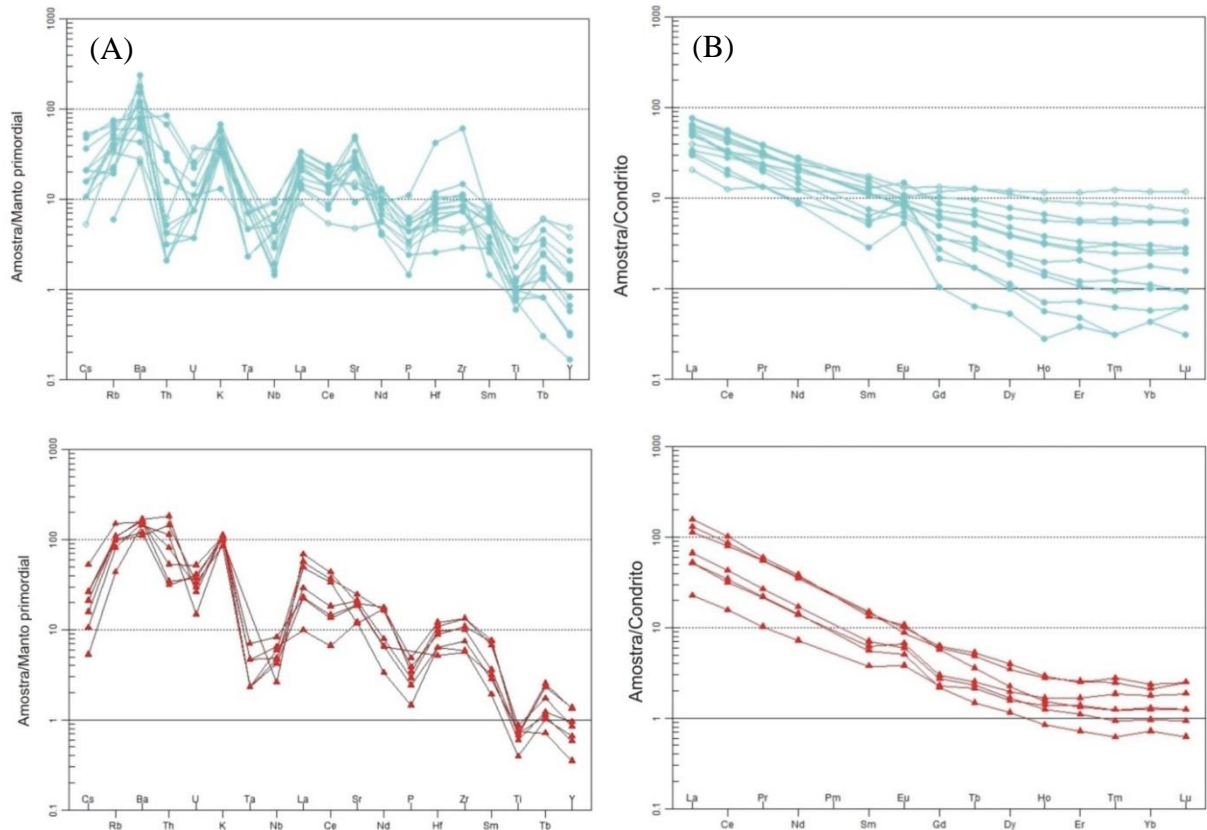 (A)
Amostra/Manto primordial
1000
100
10
1
0.1
Cs Ba U Ta La Sr P Zr Ti Y
Rb Th K Nb Ce Nd Hf Sm Tb
(B)
Amostra/Condrito
1000
100
10
1
0.1
La Pr Pm Eu Tb Ho Tm Lu
Ce Nd Sm Gd Dy Er Yb
Amostra/Manto primordial
1000
100
10
1
0.1
Cs Ba U Ta La Sr P Zr Ti Y
Rb Th K Nb Ce Nd Hf Sm Tb
Amostra/Condrito
1000
100
10
1
0.1
La Pr Pm Eu Tb Ho Tm Lu
Ce Nd Sm Gd Dy Er Yb